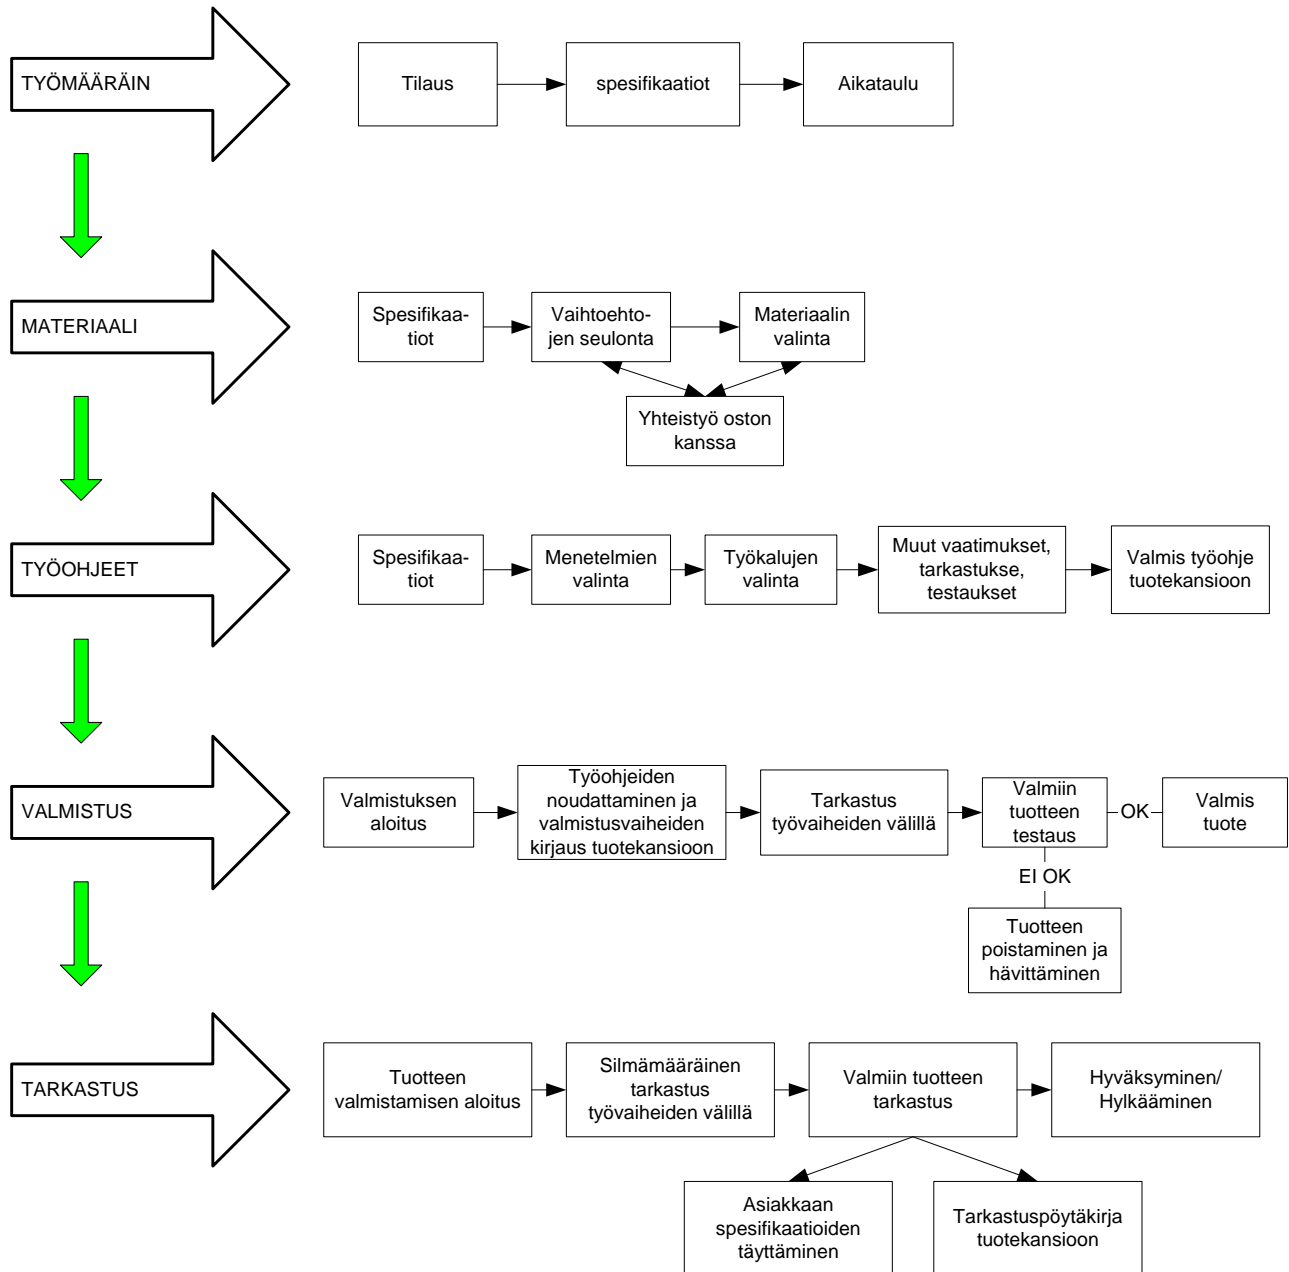 TYÖMÄÄRÄIN
Tilaus
spesifikaatiot
Aikataulu
MATERIAALI
Spesifikaa-
tiot
Vaihtoehto-
jen seulonta
Materiaalin
valinta
Yhteistyö oston
kanssa
TYÖOHJEET
Spesifikaa-
tiot
Menetelmien
valinta
Työkalujen
valinta
Muut vaatimukset,
tarkastukse,
testaukset
Valmis työohje
tuotekansioon
VALMISTUS
Valmistuksen
aloitus
Työohjeiden
noudattaminen ja
valmistusvaiheiden
kirjaus tuotekansioon
Tarkastus
työvaiheiden välillä
Valmiin
tuotteen
testaus
OK
Valmis
tuote
EI OK
Tuotteen
poistaminen ja
hävittäminen
TARKASTUS
Tuotteen
valmistamisen aloitus
Silmämääräinen
tarkastus
työvaiheiden välillä
Valmiin tuotteen
tarkastus
Hyväksyminen/
Hylkääminen
Asiakkaan
spesifikaatioiden
täyttäminen
Tarkastuspöytäkirja
tuotekansioon